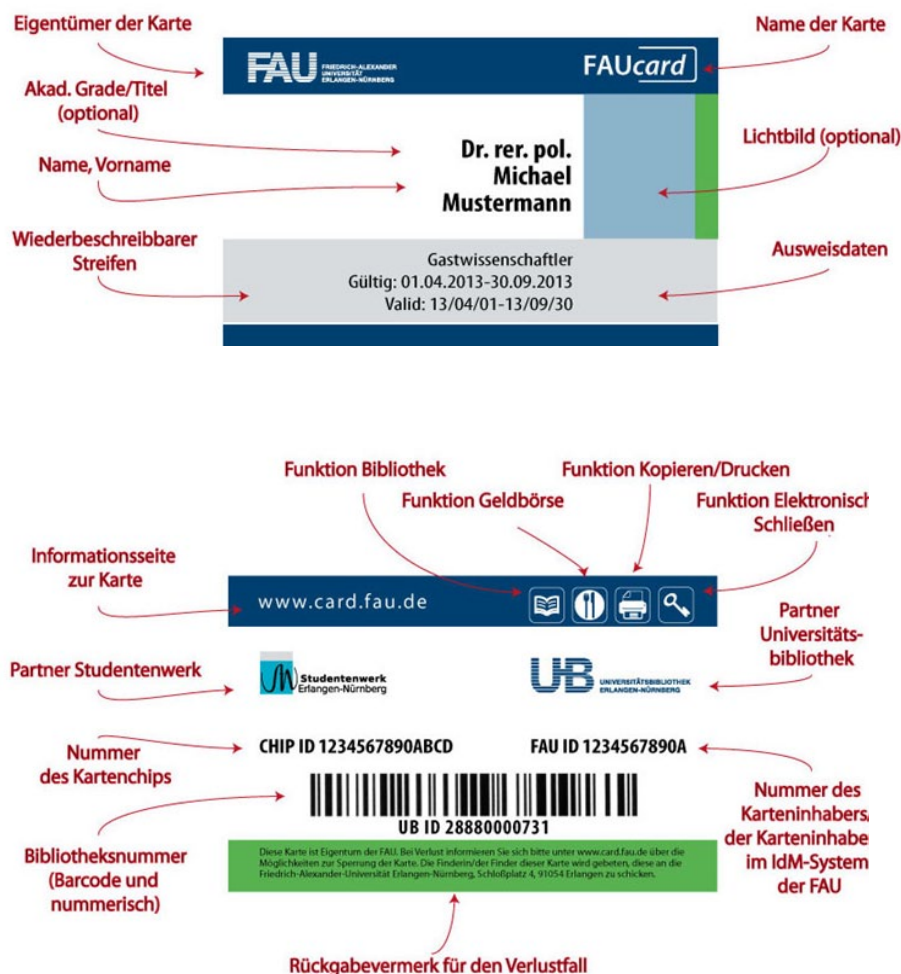 Eigentümer der Karte
Name der Karte
FAU FRIEDRICH-ALEXANDER
UNIVERSITÄT
ERLANGEN-NÜRNBERG
FAUcard
Akad. Grade/Titel
(optional)
Name, Vorname
Dr. rer. pol.
Michael
Mustermann
Lichtbild (optional)
Wiederbeschreibbarer
Streifen
Gastwissenschaftler
Gültig: 01.04.2013-30.09.2013
Valid: 13/04/01-13/09/30
Ausweisdaten
Funktion Bibliothek
Funktion Kopieren/Drucken
Funktion Geldbörse
Funktion Elektronisch
Schließen
Informationsseite
zur Karte
www.card.fau.de
Partner
Universitäts-
bibliothek
Partner Studentenwerk
Studentenwerk
Erlangen-Nürnberg
UB UNIVERSITÄTSBIBLIOTHEK
ERLANGEN-NÜRNBERG
Nummer
des Kartenchips
CHIP ID 1234567890ABCD
FAU ID 1234567890A
Nummer des
Karteninhabers,
der Karteninhabe
im IdM-System
der FAU
UB ID 28880000731
Bibliotheksnummer
(Barcode und
nummerisch)
Diese Karte ist Eigentum der FAU. Bei Verlust informieren Sie sich bitte unter www.card.fau.de über die
Möglichkeiten zur Sperrung der Karte. Die Finderin/der Finder dieser Karte wird gebeten, diese an die
Friedrich-Alexander-Universität Erlangen-Nürnberg, Schloßplatz 4, 91054 Erlangen zu schicken.
Rückgabevermerk für den Verlustfall